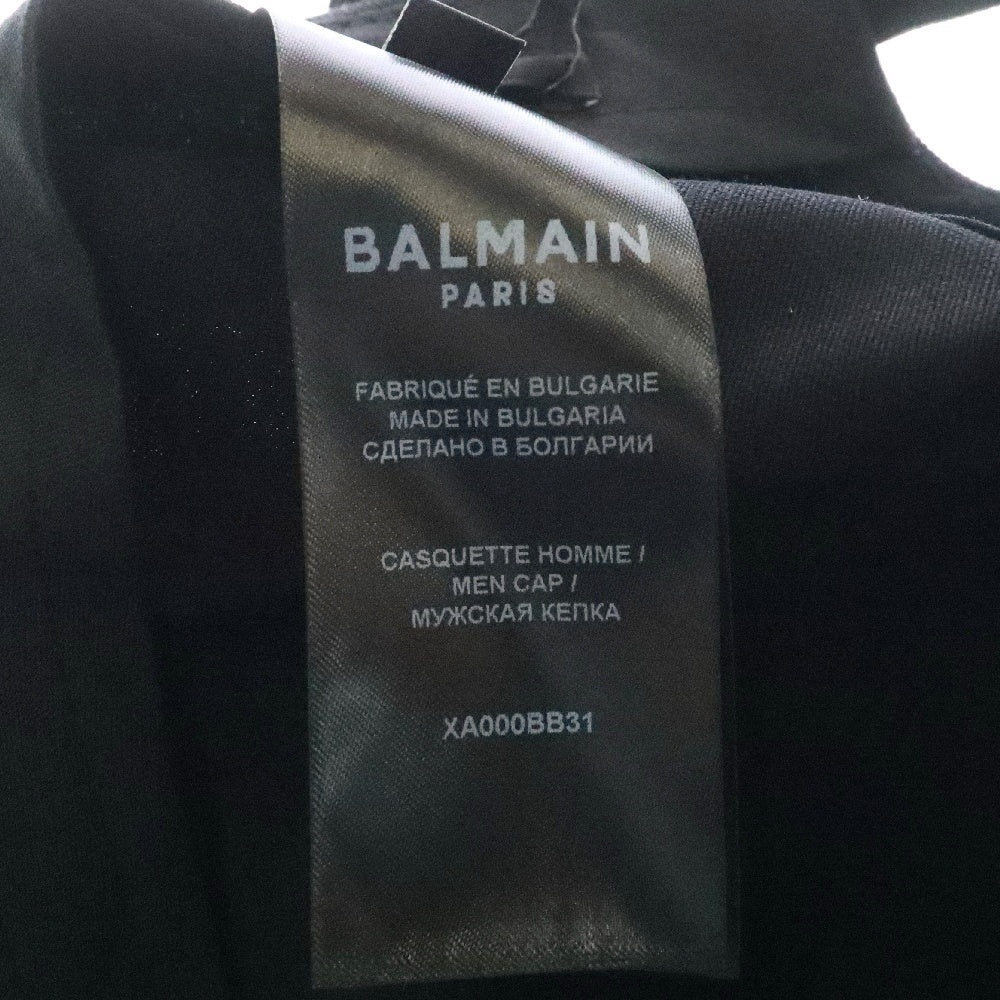 BALMAIN
PARIS
FABRIQUÉ EN BULGARIE
MADE IN BULGARIA
СДЕЛАНО В БОЛГАРИИ
CASQUETTE HOMME /
MEN CAP /
МУЖСКАЯ КЕПКА
XA000BB31